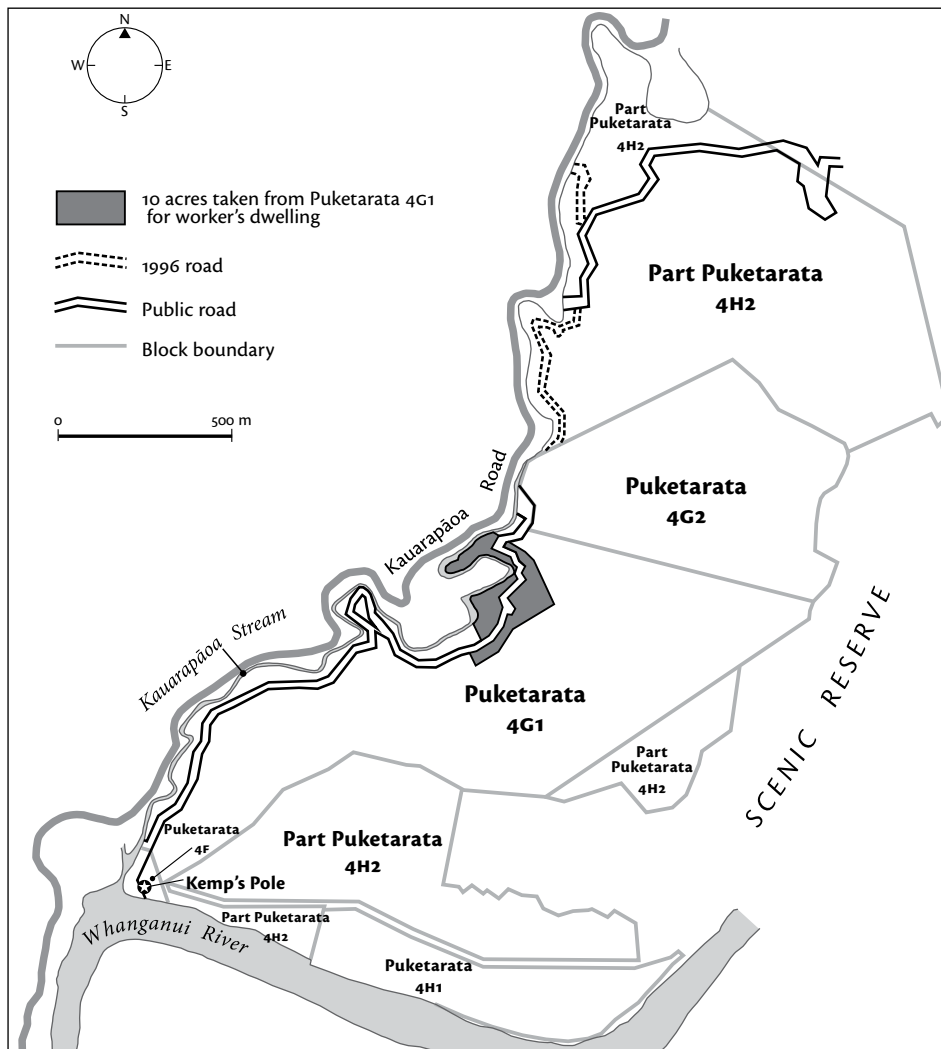 N
W
E
S
10 acres taken from Puketarata 4G1
for worker's dwelling
1996 road
Public road
Block boundary
0
500 m
Part
Puketarata
4H2
Part Puketarata
4H2
Puketarata
4G2
Kauarapāoa Road
Kauarapāoa Stream
Puketarata
4G1
Part
Puketarata
4H2
SCENIC RESERVE
Puketarata
4F
Kemp's Pole
Part Puketarata
4H2
Part Puketarata
4H2
Whanganui River
Puketarata
4H1